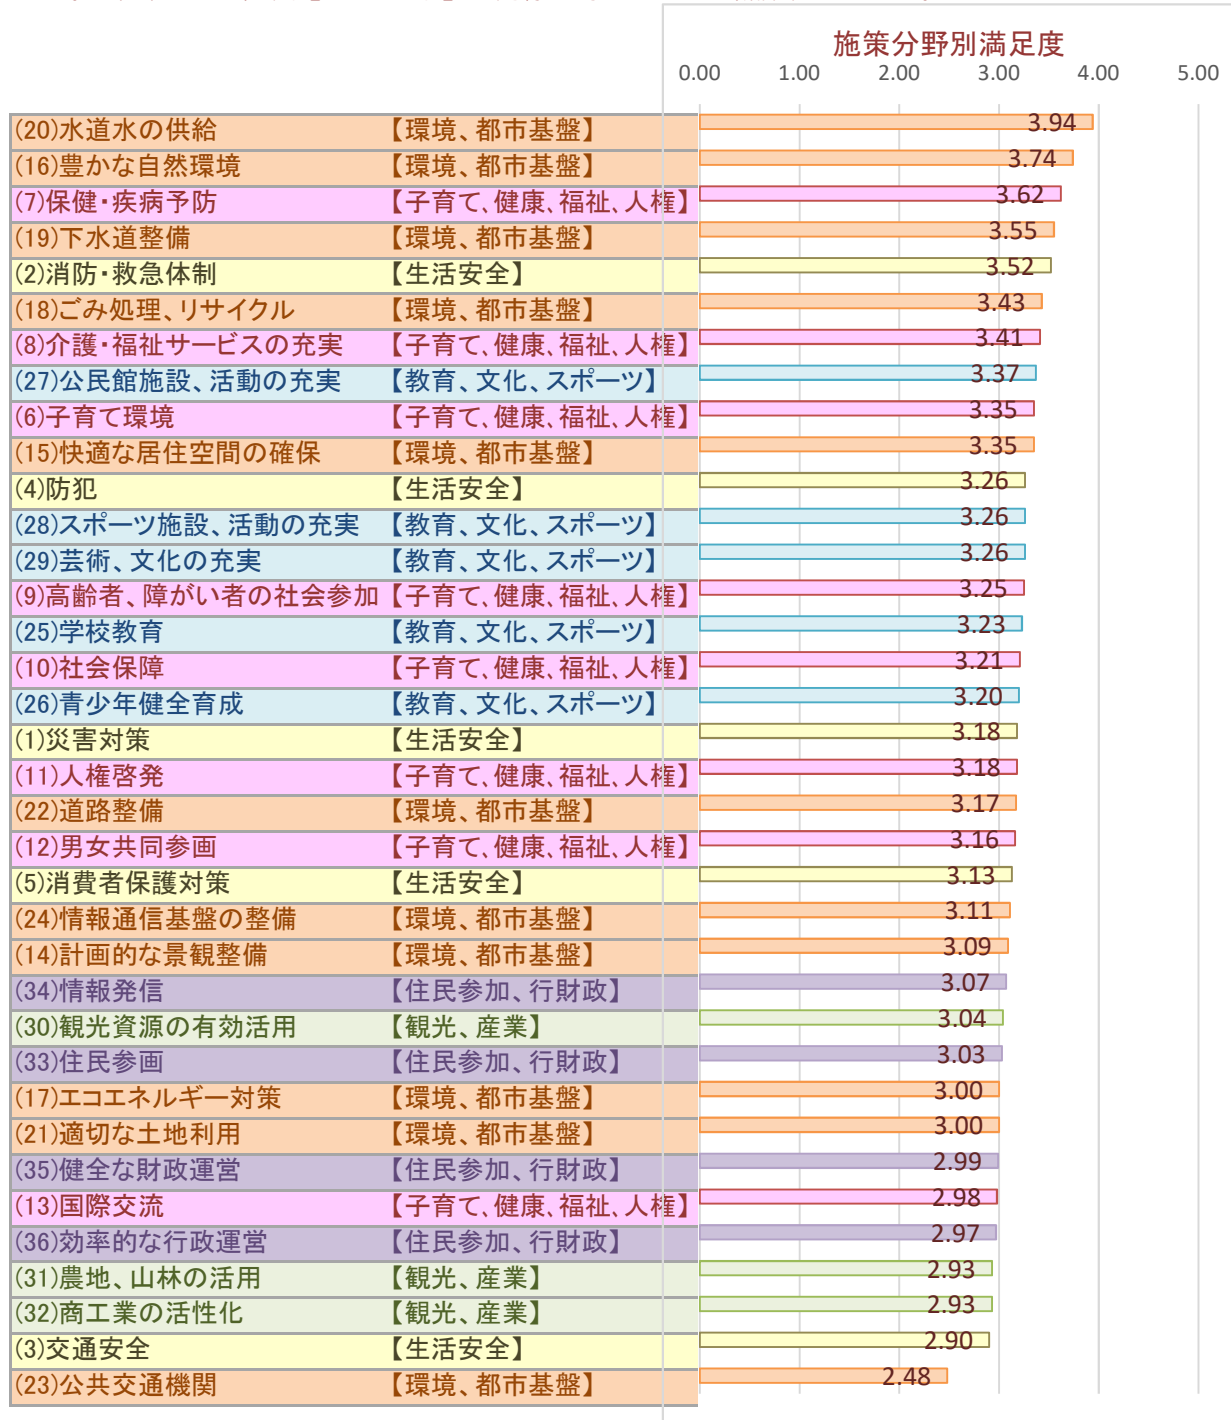 施策分野別満足度
0.00 1.00 2.00 3.00 4.00 5.00
(20)水道水の供給 【環境、都市基盤】 3.94
(16)豊かな自然環境 【環境、都市基盤】 3.74
(7)保健・疾病予防 【子育て、健康、福祉、人権】 3.62
(19)下水道整備 【環境、都市基盤】 3.55
(2)消防・救急体制 【生活安全】 3.52
(18)ごみ処理、リサイクル 【環境、都市基盤】 3.43
(8)介護・福祉サービスの充実 【子育て、健康、福祉、人権】 3.41
(27)公民館施設、活動の充実 【教育、文化、スポーツ】 3.37
(6)子育て環境 【子育て、健康、福祉、人権】 3.35
(15)快適な居住空間の確保 【環境、都市基盤】 3.35
(4)防犯 【生活安全】 3.26
(28)スポーツ施設、活動の充実 【教育、文化、スポーツ】 3.26
(29)芸術、文化の充実 【教育、文化、スポーツ】 3.26
(9)高齢者、障がい者の社会参加 【子育て、健康、福祉、人権】 3.25
(25)学校教育 【教育、文化、スポーツ】 3.23
(10)社会保障 【子育て、健康、福祉、人権】 3.21
(26)青少年健全育成 【教育、文化、スポーツ】 3.20
(1)災害対策 【生活安全】 3.18
(11)人権啓発 【子育て、健康、福祉、人権】 3.18
(22)道路整備 【環境、都市基盤】 3.17
(12)男女共同参画 【子育て、健康、福祉、人権】 3.16
(5)消費者保護対策 【生活安全】 3.13
(24)情報通信基盤の整備 【環境、都市基盤】 3.11
(14)計画的な景観整備 【環境、都市基盤】 3.09
(34)情報発信 【住民参加、行財政】 3.07
(30)観光資源の有効活用 【観光、産業】 3.04
(33)住民参画 【住民参加、行財政】 3.03
(17)エコエネルギー対策 【環境、都市基盤】 3.00
(21)適切な土地利用 【環境、都市基盤】 3.00
(35)健全な財政運営 【住民参加、行財政】 2.99
(13)国際交流 【子育て、健康、福祉、人権】 2.98
(36)効率的な行政運営 【住民参加、行財政】 2.97
(31)農地、山林の活用 【観光、産業】 2.93
(32)商工業の活性化 【観光、産業】 2.93
(3)交通安全 【生活安全】 2.90
(23)公共交通機関 【環境、都市基盤】 2.48